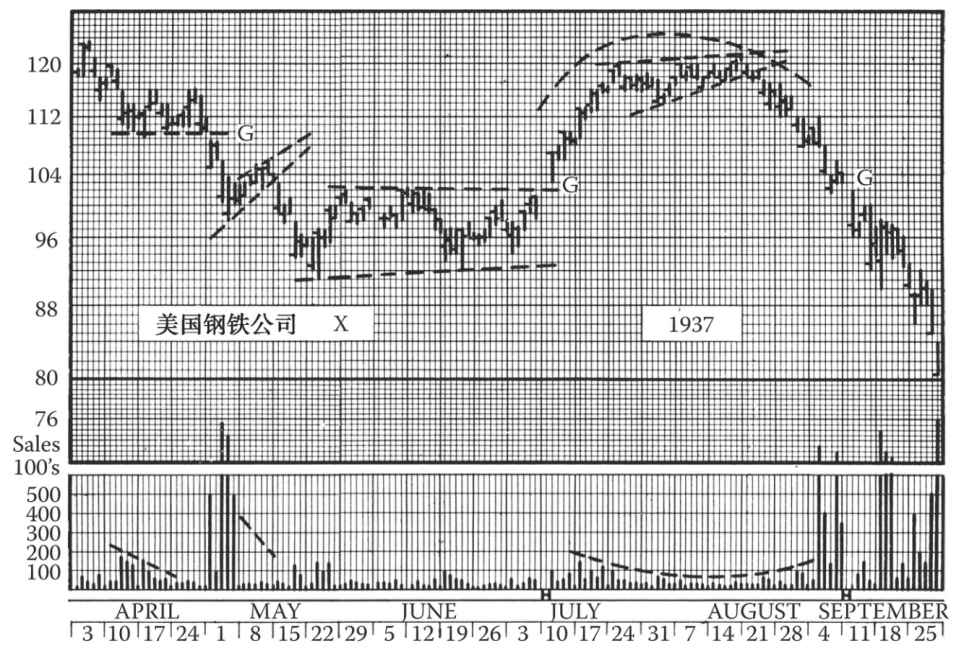 120
112
G
104
G
G
96
88
美国钢铁公司 X
1937
80
76
Sales
100's
500
400
300
200
100
APRIL MAY JUNE JULY AUGUST SEPTEMBER
3 10 17 24 1 8 15 22 29 5 12 19 26 3 10 17 24 31 7 14 21 28 4 11 18 25